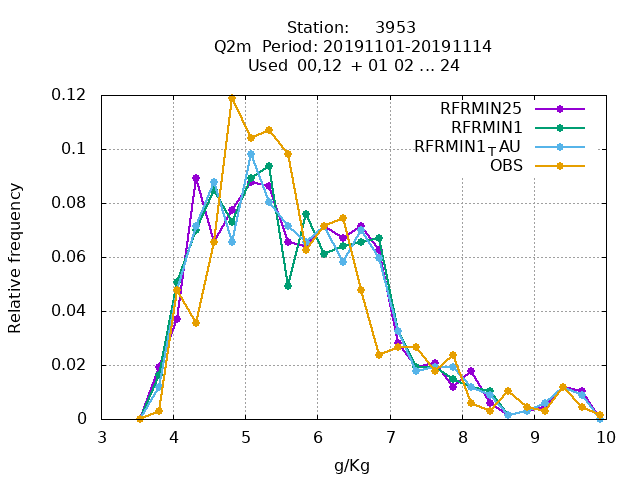 Station: 3953
Q2m Period: 20191101-20191114
Used 00,12 + 01 02 ... 24
RFRMIN25
RFRMIN1
RFRMIN1_TAU
OBS
Relative frequency
0.12
0.1
0.08
0.06
0.04
0.02
0
3 4 5 6 7 8 9 10
g/Kg